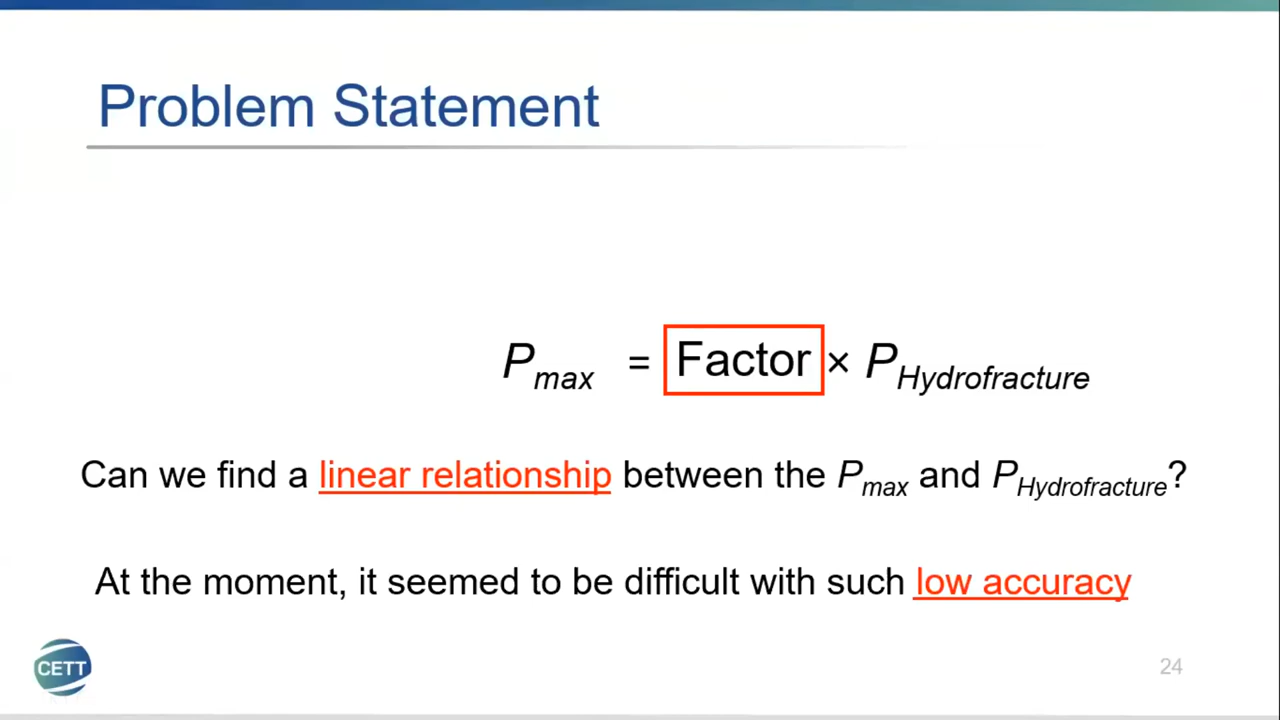 Problem Statement
P_max = Factor × P_Hydrofracture
Can we find a linear relationship between the P_max and P_Hydrofracture?
At the moment, it seemed to be difficult with such low accuracy
CETT
24